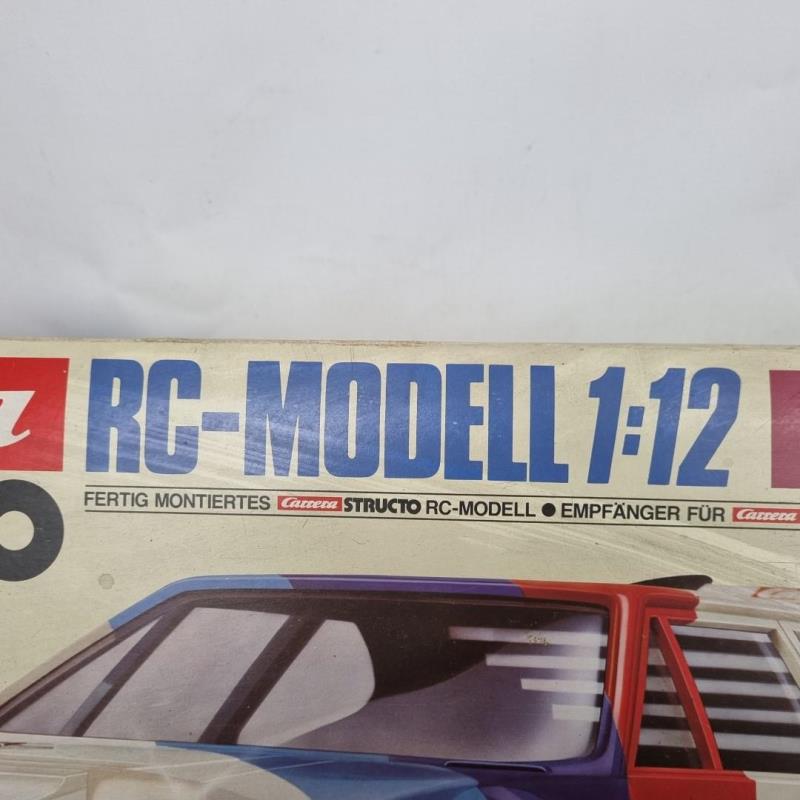 RC-MODELL 1:12
FERTIG MONTIERTES Carrera STRUCTO RC-MODELL ● EMPFÄNGER FÜR Carrera